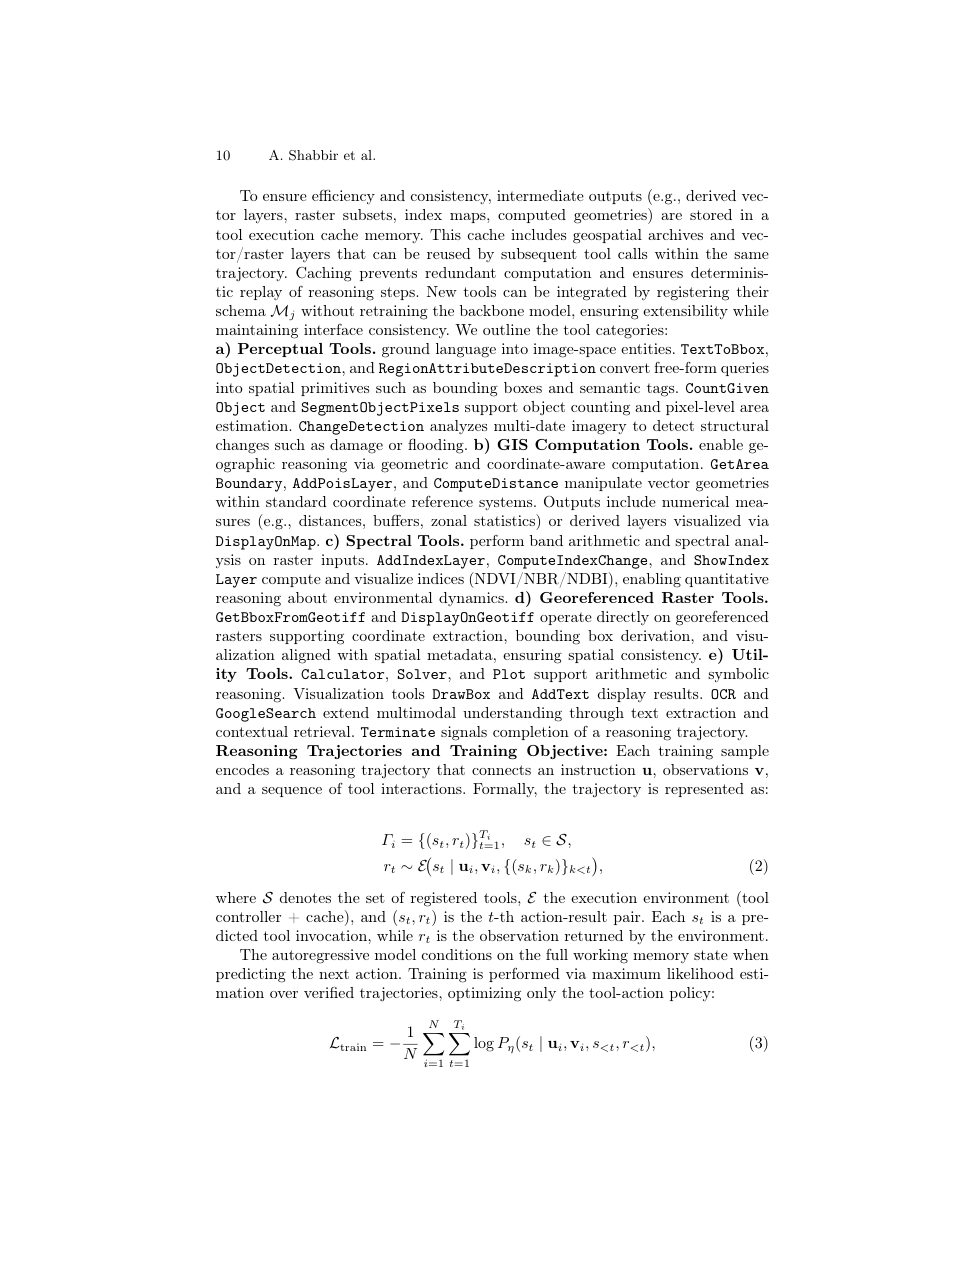 10 A. Shabbir et al.
To ensure efficiency and consistency, intermediate outputs (e.g., derived vec-
tor layers, raster subsets, index maps, computed geometries) are stored in a
tool execution cache memory. This cache includes geospatial archives and vec-
tor/raster layers that can be reused by subsequent tool calls within the same
trajectory. Caching prevents redundant computation and ensures determinis-
tic replay of reasoning steps. New tools can be integrated by registering their
schema ℳⱼ without retraining the backbone model, ensuring extensibility while
maintaining interface consistency. We outline the tool categories:
a) Perceptual Tools. ground language into image-space entities. TextToBbox,
ObjectDetection, and RegionAttributeDescription convert free-form queries
into spatial primitives such as bounding boxes and semantic tags. CountGiven
Object and SegmentObjectPixels support object counting and pixel-level area
estimation. ChangeDetection analyzes multi-date imagery to detect structural
changes such as damage or flooding. b) GIS Computation Tools. enable ge-
ographic reasoning via geometric and coordinate-aware computation. GetArea
Boundary, AddPoisLayer, and ComputeDistance manipulate vector geometries
within standard coordinate reference systems. Outputs include numerical mea-
sures (e.g., distances, buffers, zonal statistics) or derived layers visualized via
DisplayOnMap. c) Spectral Tools. perform band arithmetic and spectral anal-
ysis on raster inputs. AddIndexLayer, ComputeIndexChange, and ShowIndex
Layer compute and visualize indices (NDVI/NBR/NDBI), enabling quantitative
reasoning about environmental dynamics. d) Georeferenced Raster Tools.
GetBboxFromGeotiff and DisplayOnGeotiff operate directly on georeferenced
rasters supporting coordinate extraction, bounding box derivation, and visu-
alization aligned with spatial metadata, ensuring spatial consistency. e) Util-
ity Tools. Calculator, Solver, and Plot support arithmetic and symbolic
reasoning. Visualization tools DrawBox and AddText display results. OCR and
GoogleSearch extend multimodal understanding through text extraction and
contextual retrieval. Terminate signals completion of a reasoning trajectory.
Reasoning Trajectories and Training Objective: Each training sample
encodes a reasoning trajectory that connects an instruction u, observations v,
and a sequence of tool interactions. Formally, the trajectory is represented as:
Γ_i = {(s_t, r_t)}_{t=1}^{T_i}, s_t ∈ 𝒮,
r_t ∼ ℰ(s_t | u_i, v_i, {(s_k, r_k)}_{k<t}), (2)
where 𝒮 denotes the set of registered tools, ℰ the execution environment (tool
controller + cache), and (s_t, r_t) is the t-th action-result pair. Each s_t is a pre-
dicted tool invocation, while r_t is the observation returned by the environment.
The autoregressive model conditions on the full working memory state when
predicting the next action. Training is performed via maximum likelihood esti-
mation over verified trajectories, optimizing only the tool-action policy:
ℒ_train = −\frac{1}{N} ∑_{i=1}^{N} ∑_{t=1}^{T_i} log P_η(s_t | u_i, v_i, s_{<t}, r_{<t}), (3)